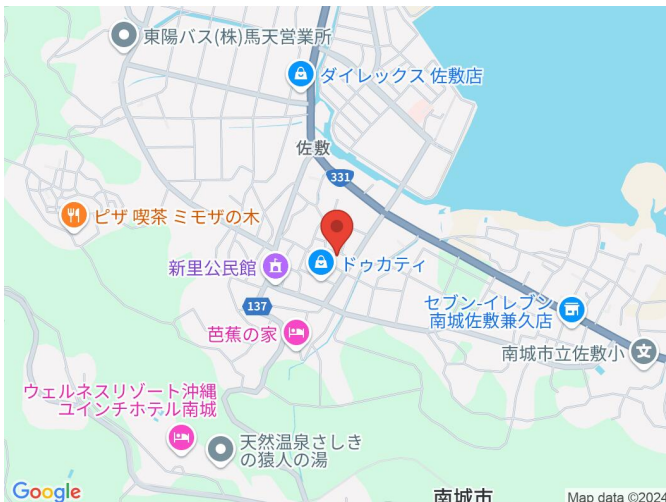 東陽バス(株)馬天営業所
ダイレックス 佐敷店
佐敷
331
ピザ 喫茶 ミモザの木
新里公民館
ドゥカティ
137
セブン-イレブン
南城佐敷兼久店
芭蕉の家
南城市立佐敷小
ウェルネスリゾート沖縄
ユインチホテル南城
天然温泉さしき
の猿人の湯
Google
南城市
Map data ©2024